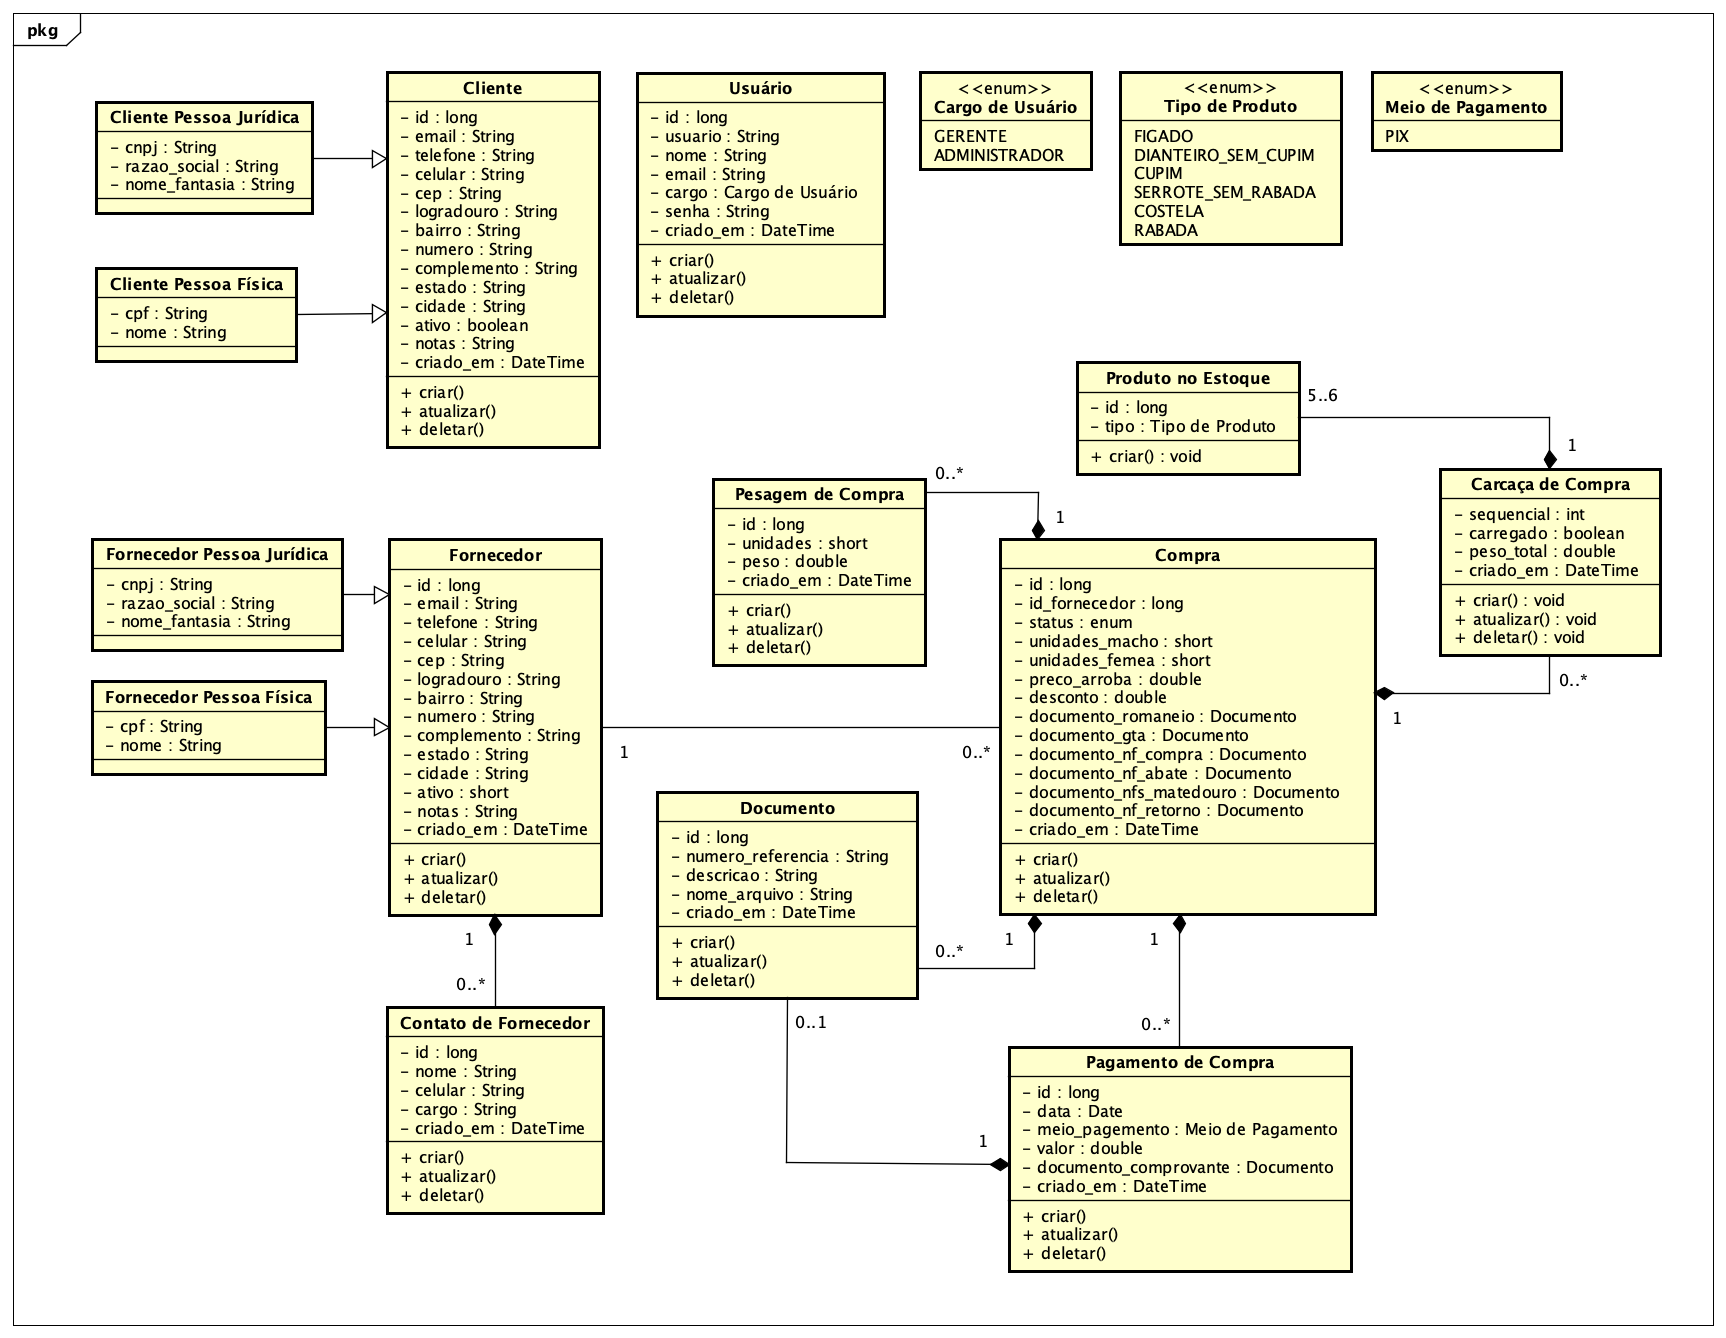 pkg
Cliente Pessoa Jurídica
- cnpj : String
- razao_social : String
- nome_fantasia : String
Cliente Pessoa Física
- cpf : String
- nome : String
Cliente
- id : long
- email : String
- telefone : String
- celular : String
- cep : String
- logradouro : String
- bairro : String
- numero : String
- complemento : String
- estado : String
- cidade : String
- ativo : boolean
- notas : String
- criado_em : DateTime
+ criar()
+ atualizar()
+ deletar()
Usuário
- id : long
- usuario : String
- nome : String
- email : String
- cargo : Cargo de Usuário
- senha : String
- criado_em : DateTime
+ criar()
+ atualizar()
+ deletar()
<<enum>>
Cargo de Usuário
GERENTE
ADMINISTRADOR
<<enum>>
Tipo de Produto
FIGADO
DIANTEIRO_SEM_CUPIM
CUPIM
SERROTE_SEM_RABADA
COSTELA
RABADA
<<enum>>
Meio de Pagamento
PIX
Produto no Estoque
- id : long
- tipo : Tipo de Produto
+ criar() : void
5..6
1
Carcaça de Compra
- sequencial : int
- carregado : boolean
- peso_total : double
- criado_em : DateTime
+ criar() : void
+ atualizar() : void
+ deletar() : void
0..*
1
Pesagem de Compra
- id : long
- unidades : short
- peso : double
- criado_em : DateTime
+ criar()
+ atualizar()
+ deletar()
0..*
1
Fornecedor Pessoa Jurídica
- cnpj : String
- razao_social : String
- nome_fantasia : String
Fornecedor Pessoa Física
- cpf : String
- nome : String
Fornecedor
- id : long
- email : String
- telefone : String
- celular : String
- cep : String
- logradouro : String
- bairro : String
- numero : String
- complemento : String
- estado : String
- cidade : String
- ativo : short
- notas : String
- criado_em : DateTime
+ criar()
+ atualizar()
+ deletar()
1
0..*
Compra
- id : long
- id_fornecedor : long
- status : enum
- unidades_macho : short
- unidades_femea : short
- preco_arroba : double
- desconto : double
- documento_romaneio : Documento
- documento_gta : Documento
- documento_nf_compra : Documento
- documento_nf_abate : Documento
- documento_nfs_matedouro : Documento
- documento_nf_retorno : Documento
- criado_em : DateTime
+ criar()
+ atualizar()
+ deletar()
Documento
- id : long
- numero_referencia : String
- descricao : String
- nome_arquivo : String
- criado_em : DateTime
+ criar()
+ atualizar()
+ deletar()
0..*
1
1
0..*
0..1
1
1
0..*
Contato de Fornecedor
- id : long
- nome : String
- celular : String
- cargo : String
- criado_em : DateTime
+ criar()
+ atualizar()
+ deletar()
Pagamento de Compra
- id : long
- data : Date
- meio_pagemento : Meio de Pagamento
- valor : double
- documento_comprovante : Documento
- criado_em : DateTime
+ criar()
+ atualizar()
+ deletar()